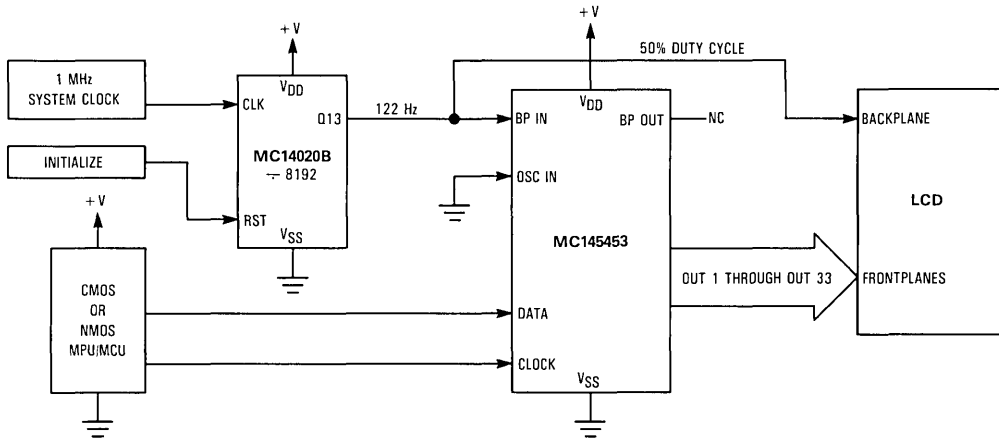 + V
50% DUTY CYCLE
+ V
1 MHz
SYSTEM CLOCK
VDD
CLK
Q13
122 Hz
VDD
BP IN
BP OUT
NC
BACKPLANE
INITIALIZE
MC14020B
÷ 8192
OSC IN
LCD
+ V
RST
VSS
MC145453
CMOS
OR
NMOS
MPU/MCU
OUT 1 THROUGH OUT 33
FRONTPLANES
DATA
CLOCK
VSS